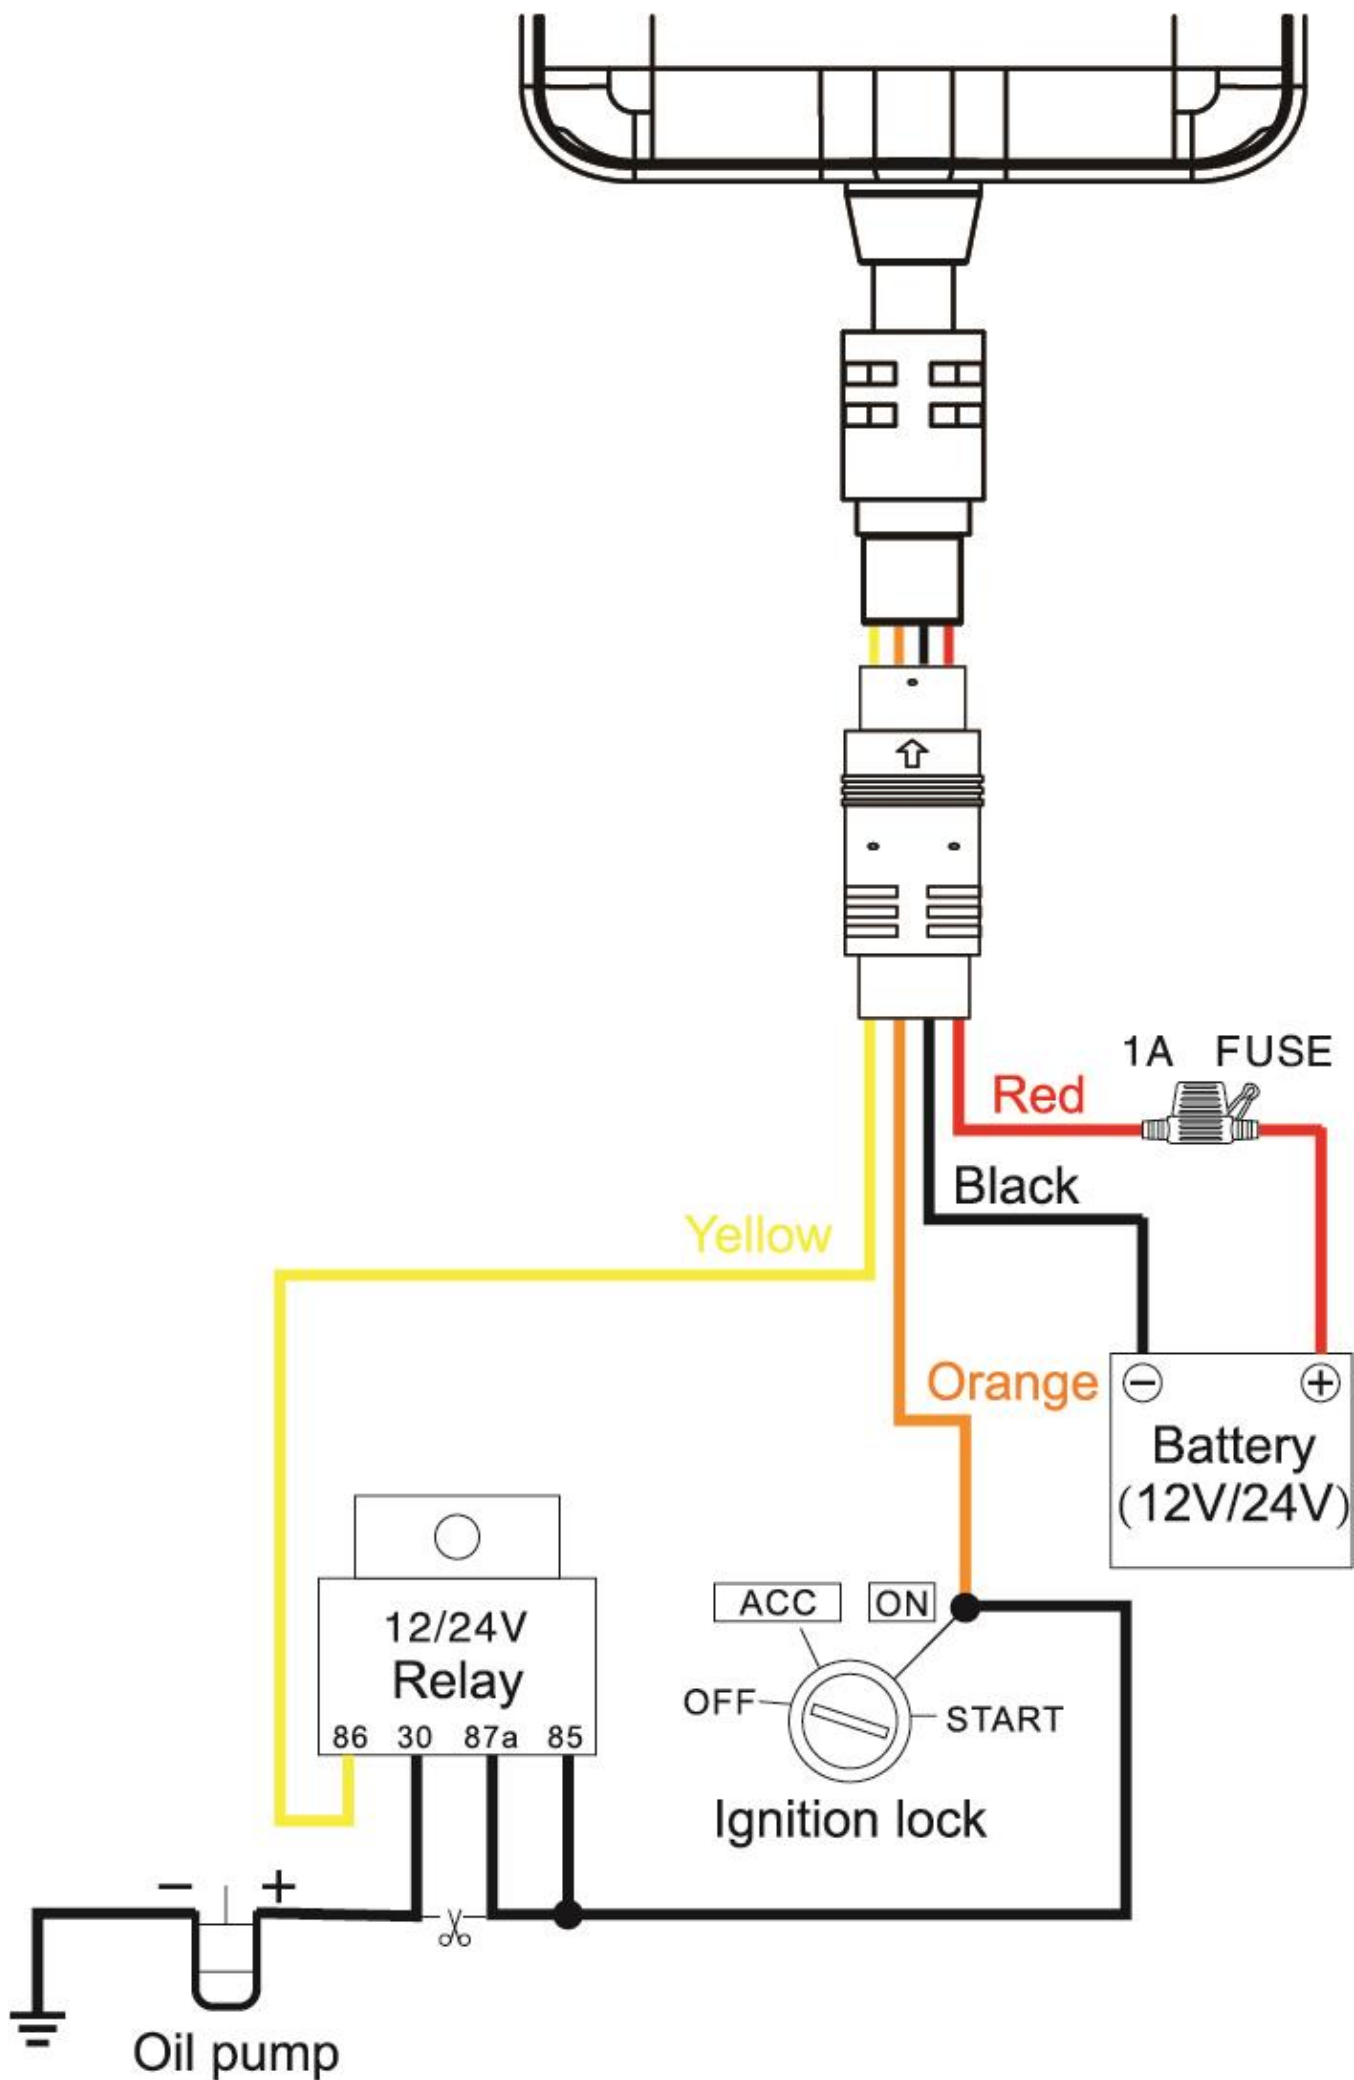 1A FUSE
Red
Black
Yellow
Orange
− +
Battery
(12V/24V)
ACC ON
12/24V
Relay
OFF
START
86 30 87a 85
Ignition lock
− +
Oil pump